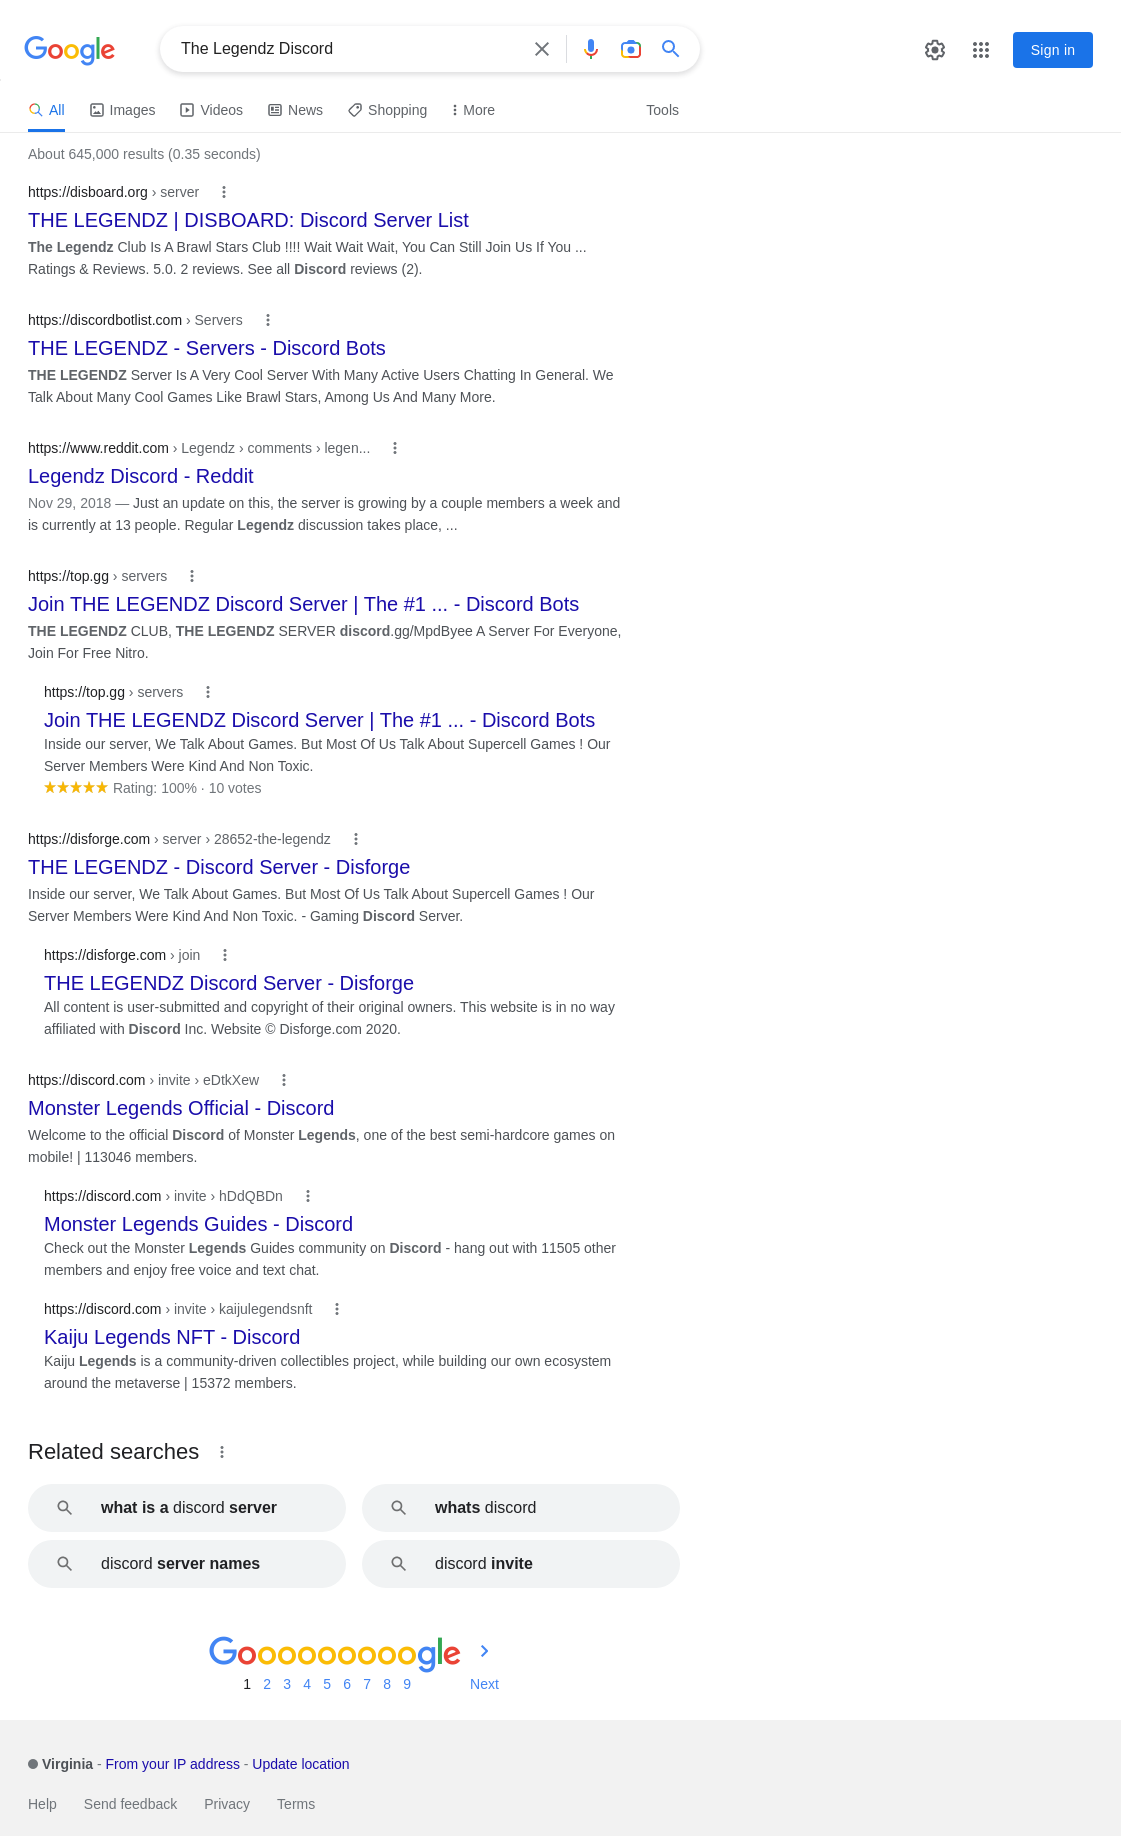 Google
The Legendz Discord
Sign in
All Images Videos News Shopping More Tools
About 645,000 results (0.35 seconds)
https://disboard.org › server
THE LEGENDZ | DISBOARD: Discord Server List
The Legendz Club Is A Brawl Stars Club !!!! Wait Wait Wait, You Can Still Join Us If You ...
Ratings & Reviews. 5.0. 2 reviews. See all Discord reviews (2).
https://discordbotlist.com › Servers
THE LEGENDZ - Servers - Discord Bots
THE LEGENDZ Server Is A Very Cool Server With Many Active Users Chatting In General. We
Talk About Many Cool Games Like Brawl Stars, Among Us And Many More.
https://www.reddit.com › Legendz › comments › legen...
Legendz Discord - Reddit
Nov 29, 2018 — Just an update on this, the server is growing by a couple members a week and
is currently at 13 people. Regular Legendz discussion takes place, ...
https://top.gg › servers
Join THE LEGENDZ Discord Server | The #1 ... - Discord Bots
THE LEGENDZ CLUB, THE LEGENDZ SERVER discord.gg/MpdByee A Server For Everyone,
Join For Free Nitro.
https://top.gg › servers
Join THE LEGENDZ Discord Server | The #1 ... - Discord Bots
Inside our server, We Talk About Games. But Most Of Us Talk About Supercell Games ! Our
Server Members Were Kind And Non Toxic.
Rating: 100% · 10 votes
https://disforge.com › server › 28652-the-legendz
THE LEGENDZ - Discord Server - Disforge
Inside our server, We Talk About Games. But Most Of Us Talk About Supercell Games ! Our
Server Members Were Kind And Non Toxic. - Gaming Discord Server.
https://disforge.com › join
THE LEGENDZ Discord Server - Disforge
All content is user-submitted and copyright of their original owners. This website is in no way
affiliated with Discord Inc. Website © Disforge.com 2020.
https://discord.com › invite › eDtkXew
Monster Legends Official - Discord
Welcome to the official Discord of Monster Legends, one of the best semi-hardcore games on
mobile! | 113046 members.
https://discord.com › invite › hDdQBDn
Monster Legends Guides - Discord
Check out the Monster Legends Guides community on Discord - hang out with 11505 other
members and enjoy free voice and text chat.
https://discord.com › invite › kaijulegendsnft
Kaiju Legends NFT - Discord
Kaiju Legends is a community-driven collectibles project, while building our own ecosystem
around the metaverse | 15372 members.
Related searches
what is a discord server
whats discord
discord server names
discord invite
Goooooooooogle
1 2 3 4 5 6 7 8 9 Next
Virginia - From your IP address - Update location
Help Send feedback Privacy Terms